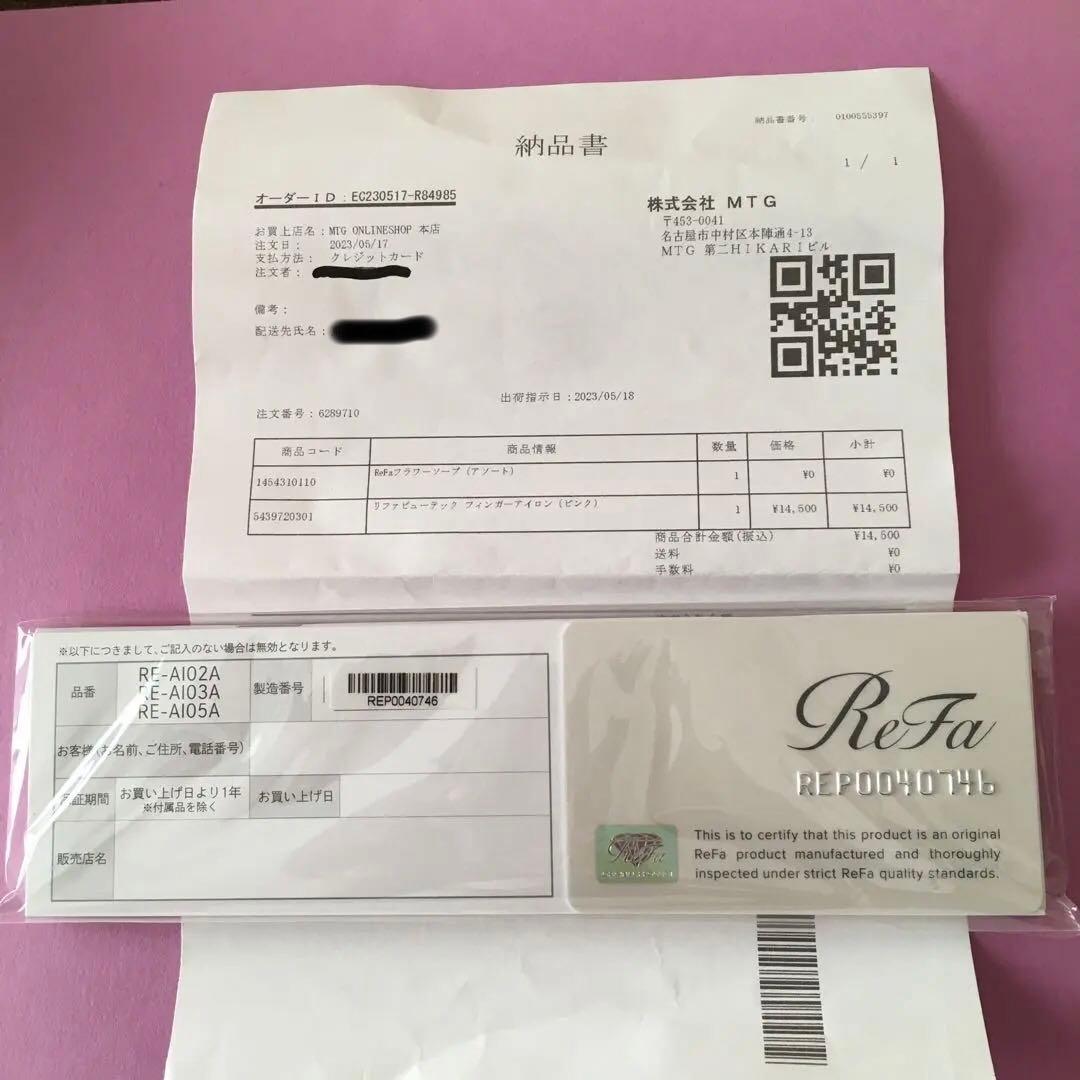 納品書
納品書番号 0100555397
1 / 1
オーダーID：EC230517-R84985
お買上店名：MTG ONLINESHOP 本店
注文日： 2023/05/17
支払方法： クレジットカード
注文者：
備考：
配送先氏名：
株式会社 MTG
〒453-0041
名古屋市中村区本陣通4-13
MTG 第二HIKARIビル
出荷指示日：2023/05/18
注文番号：6289710
商品コード 商品情報 数量 価格 小計
1454310110 ReFaフラワーソープ（アソート） 1 ¥0 ¥0
5439720301 リファビューテック フィンガーアイロン（ピンク） 1 ¥14,500 ¥14,500
商品合計金額(振込) ¥14,500
送料 ¥0
手数料 ¥0
※以下につきまして、ご記入のない場合は無効となります。
品番
RE-AI02A
RE-AI03A
RE-AI05A
製造番号
REP0040746
お客様(お名前、ご住所、電話番号)
保証期間
お買い上げ日より1年
※付属品を除く
お買い上げ日
販売店名
ReFa
REP0040746
ReFa
This is to certify that this product is an original
ReFa product manufactured and thoroughly
inspected under strict ReFa quality standards.